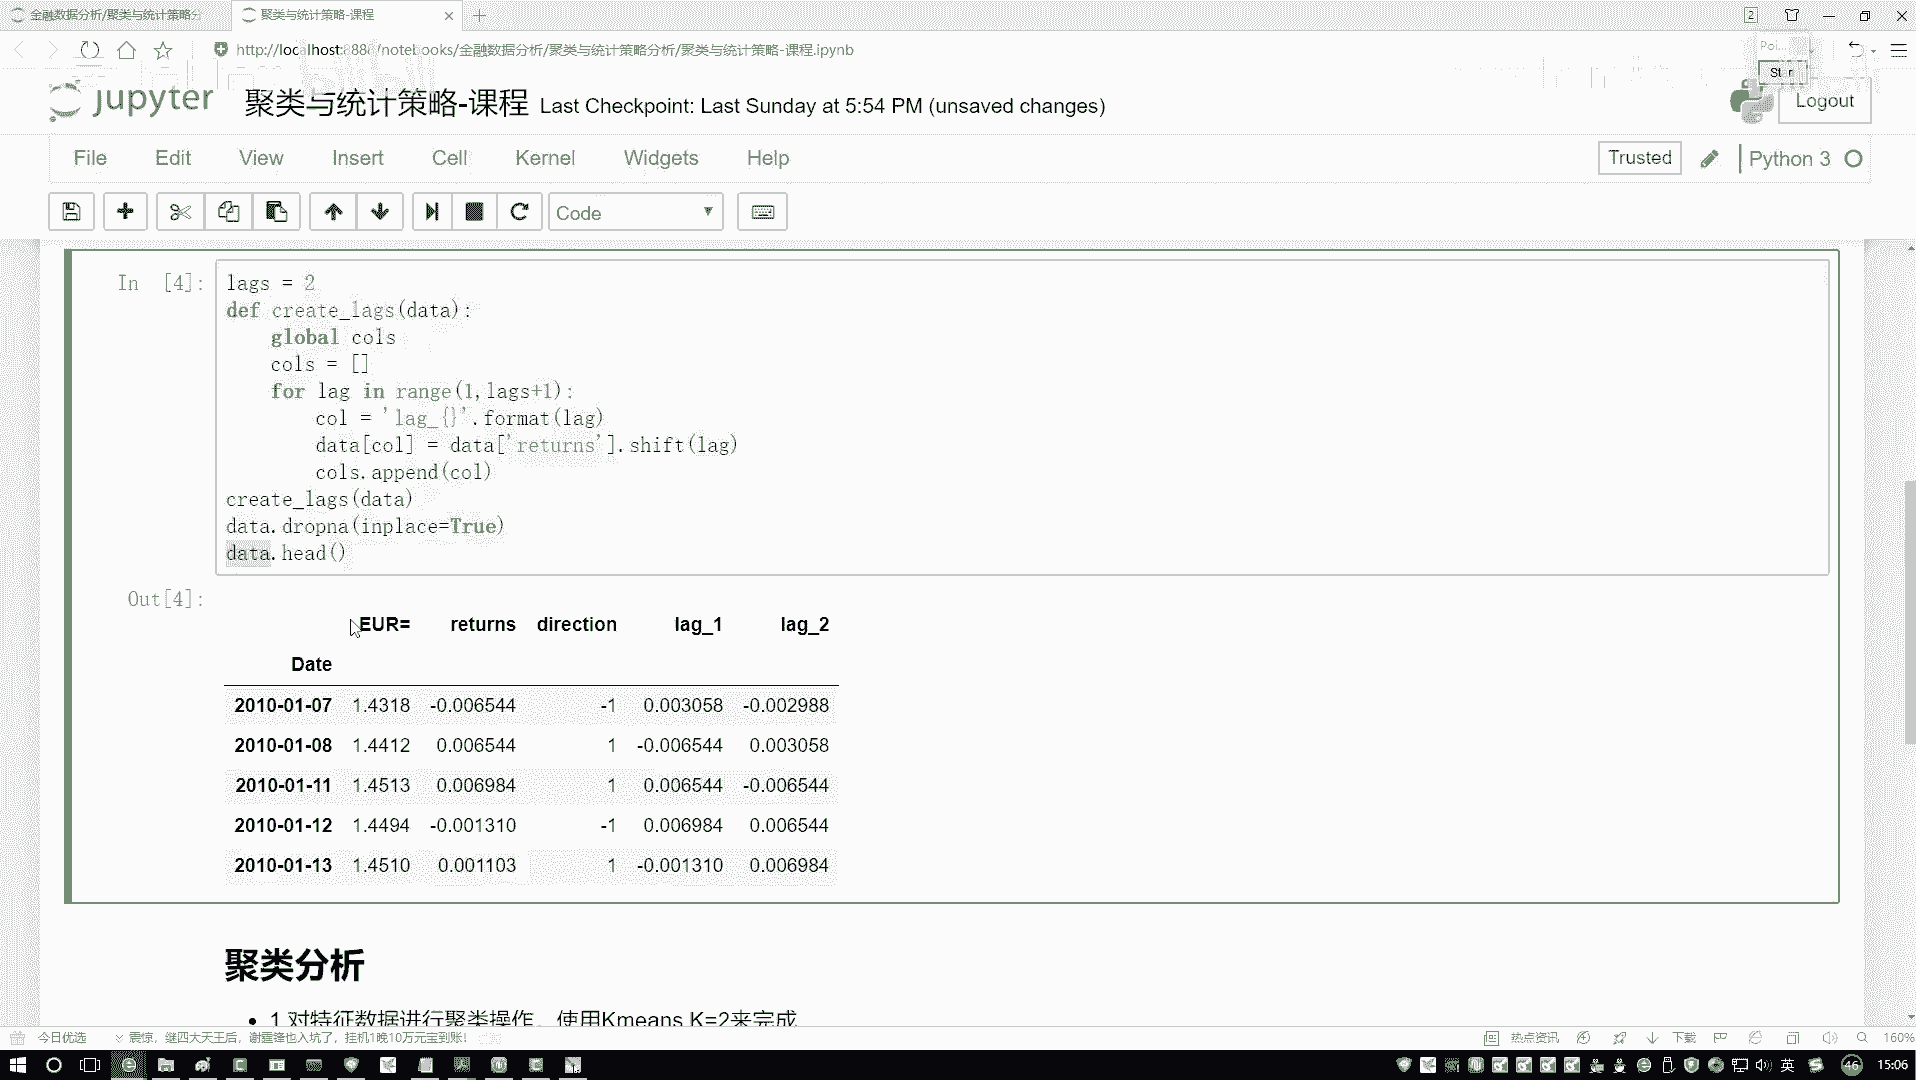 金融数据分析/聚类与统计策略分
聚类与统计策略-课程
2
http://localhost:8888/notebooks/金融数据分析/聚类与统计策略分析/聚类与统计策略-课程.ipynb
jupyter
聚类与统计策略-课程
Last Checkpoint: Last Sunday at 5:54 PM (unsaved changes)
Logout
File Edit View Insert Cell Kernel Widgets Help
Trusted
Python 3
Code
In [4]:
lags = 2
def create_lags(data):
    global cols
    cols = []
    for lag in range(1,lags+1):
        col = 'lag_{}'.format(lag)
        data[col] = data['returns'].shift(lag)
        cols.append(col)
create_lags(data)
data.dropna(inplace=True)
data.head()
Out[4]:
EUR= returns direction lag_1 lag_2
Date
2010-01-07 1.4318 -0.006544 -1 0.003058 -0.002988
2010-01-08 1.4412 0.006544 1 -0.006544 0.003058
2010-01-11 1.4513 0.006984 1 0.006544 -0.006544
2010-01-12 1.4494 -0.001310 -1 0.006984 0.006544
2010-01-13 1.4510 0.001103 1 -0.001310 0.006984
聚类分析
• 1 对特征数据进行聚类操作，使用Kmeans K=2来完成
今日优选
震惊，继四大天王后，谢霆锋也入坑了，挂机1晚10万元宝到账！
热点资讯
下载
160%
英
46
15:06